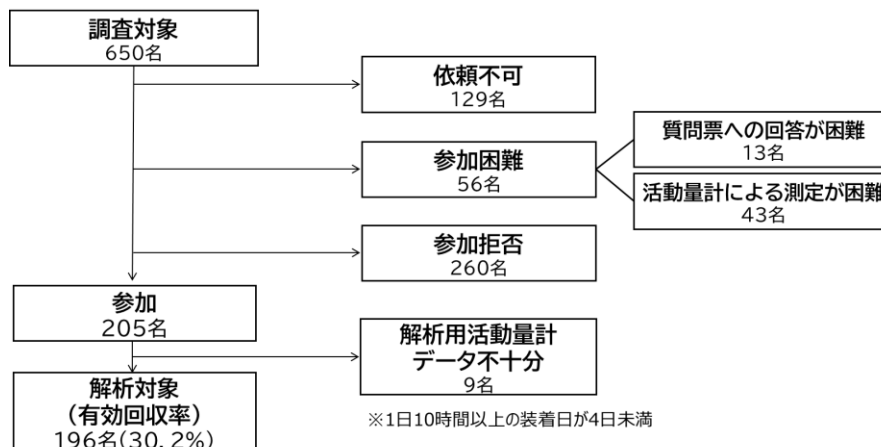 調査対象
650名
依頼不可
129名
参加困難
56名
質問票への回答が困難
13名
活動量計による測定が困難
43名
参加拒否
260名
参加
205名
解析用活動量計
データ不十分
9名
※1日10時間以上の装着日が4日未満
解析対象
(有効回収率)
196名(30.2%)